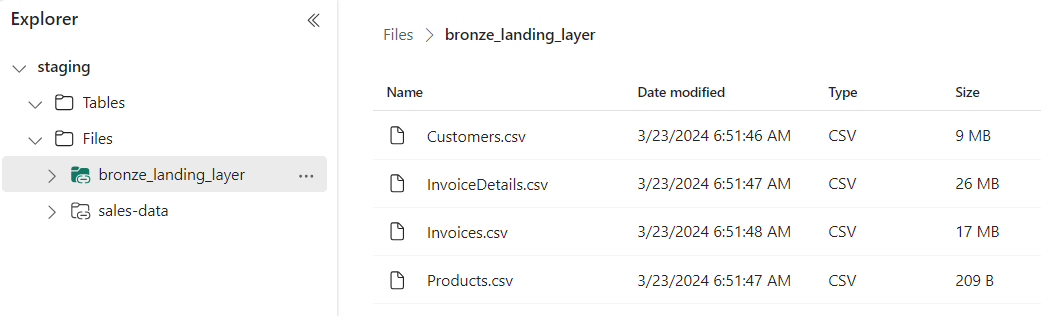 Explorer
staging
Tables
Files
bronze_landing_layer
sales-data
Files > bronze_landing_layer
Name Date modified Type Size
Customers.csv 3/23/2024 6:51:46 AM CSV 9 MB
InvoiceDetails.csv 3/23/2024 6:51:47 AM CSV 26 MB
Invoices.csv 3/23/2024 6:51:48 AM CSV 17 MB
Products.csv 3/23/2024 6:51:47 AM CSV 209 B